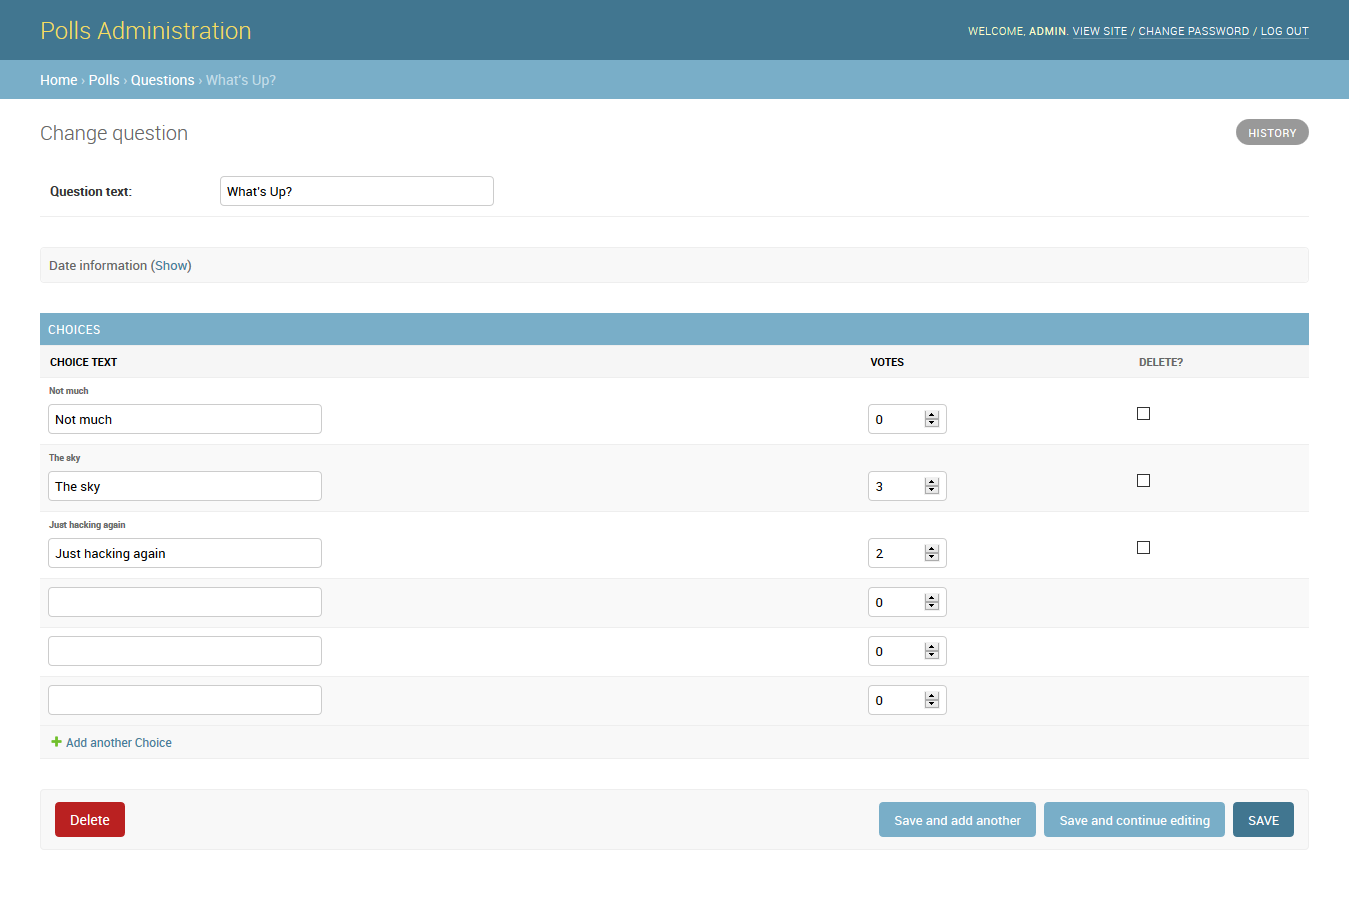 Polls Administration
WELCOME, ADMIN. VIEW SITE / CHANGE PASSWORD / LOG OUT
Home › Polls › Questions › What's Up?
Change question
HISTORY
Question text:
What's Up?
Date information (Show)
CHOICES
CHOICE TEXT VOTES DELETE?
Not much
Not much 0
The sky
The sky 3
Just hacking again
Just hacking again 2
0
0
0
Add another Choice
Delete Save and add another Save and continue editing SAVE